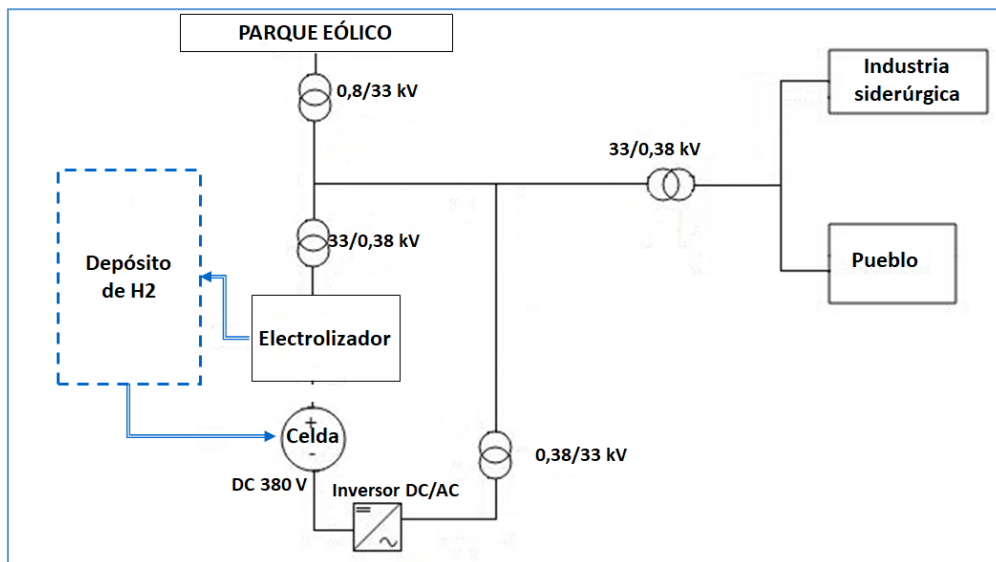 PARQUE EÓLICO
0,8/33 kV
Industria
siderúrgica
33/0,38 kV
33/0,38 kV
Depósito
de H2
Pueblo
Electrolizador
+
Celda
-
0,38/33 kV
DC 380 V
Inversor DC/AC